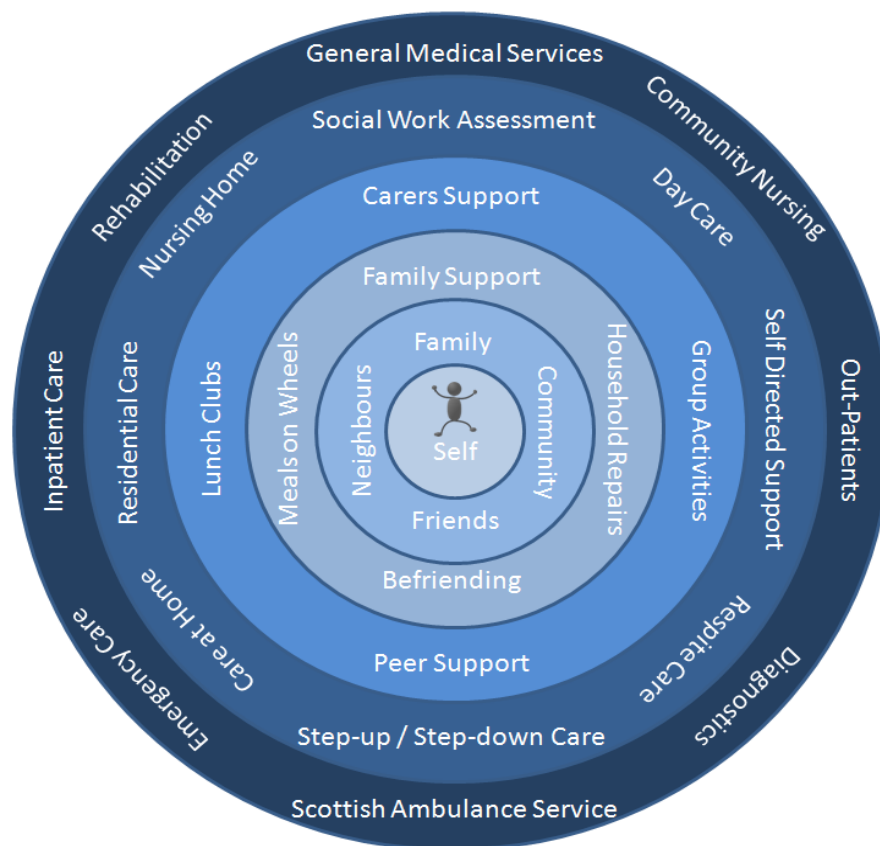 General Medical Services
Community Nursing
Out-Patients
Diagnostics
Scottish Ambulance Service
Emergency Care
Inpatient Care
Rehabilitation
Social Work Assessment
Day Care
Self Directed Support
Respite Care
Step-up / Step-down Care
Care at Home
Residential Care
Nursing Home
Carers Support
Group Activities
Peer Support
Lunch Clubs
Family Support
Household Repairs
Befriending
Meals on Wheels
Family
Community
Friends
Neighbours
Self